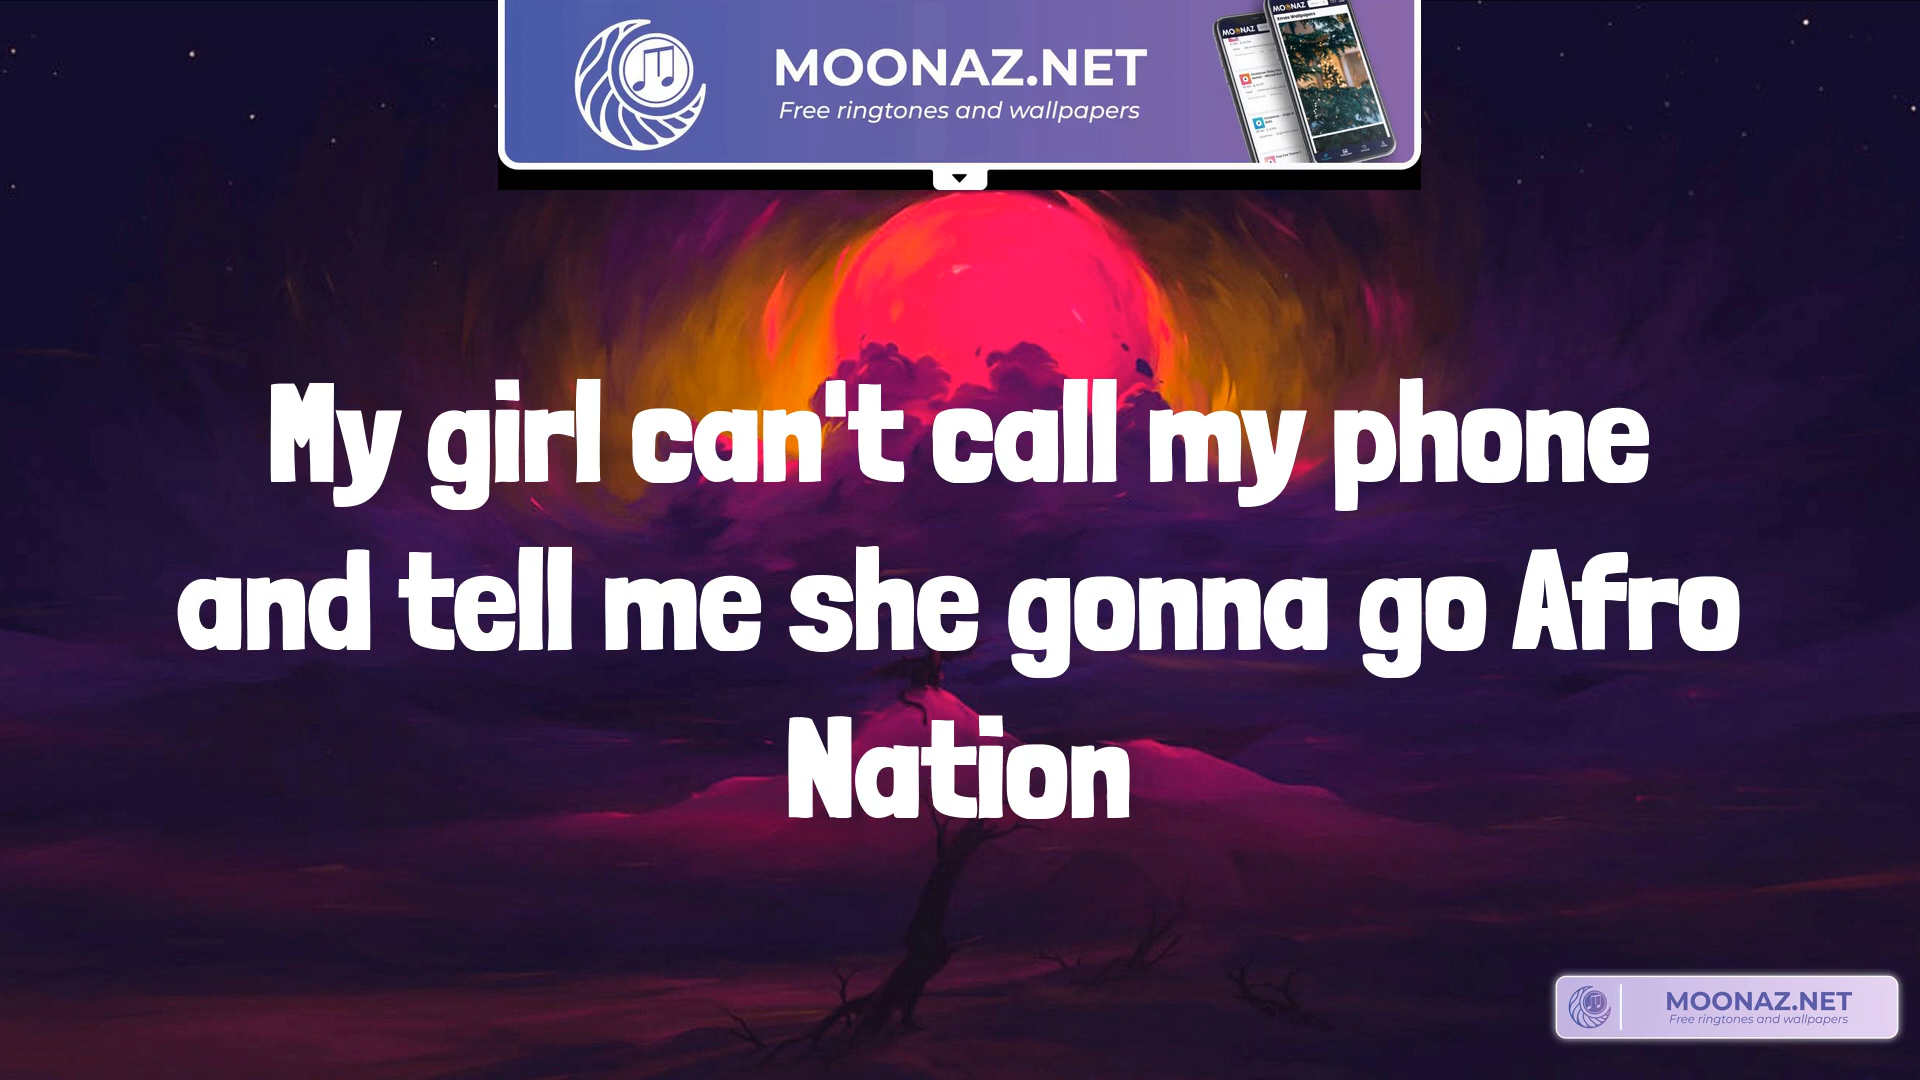 MOONAZ.NET
Free ringtones and wallpapers
My girl can't call my phone
and tell me she gonna go Afro
Nation
MOONAZ.NET
Free ringtones and wallpapers